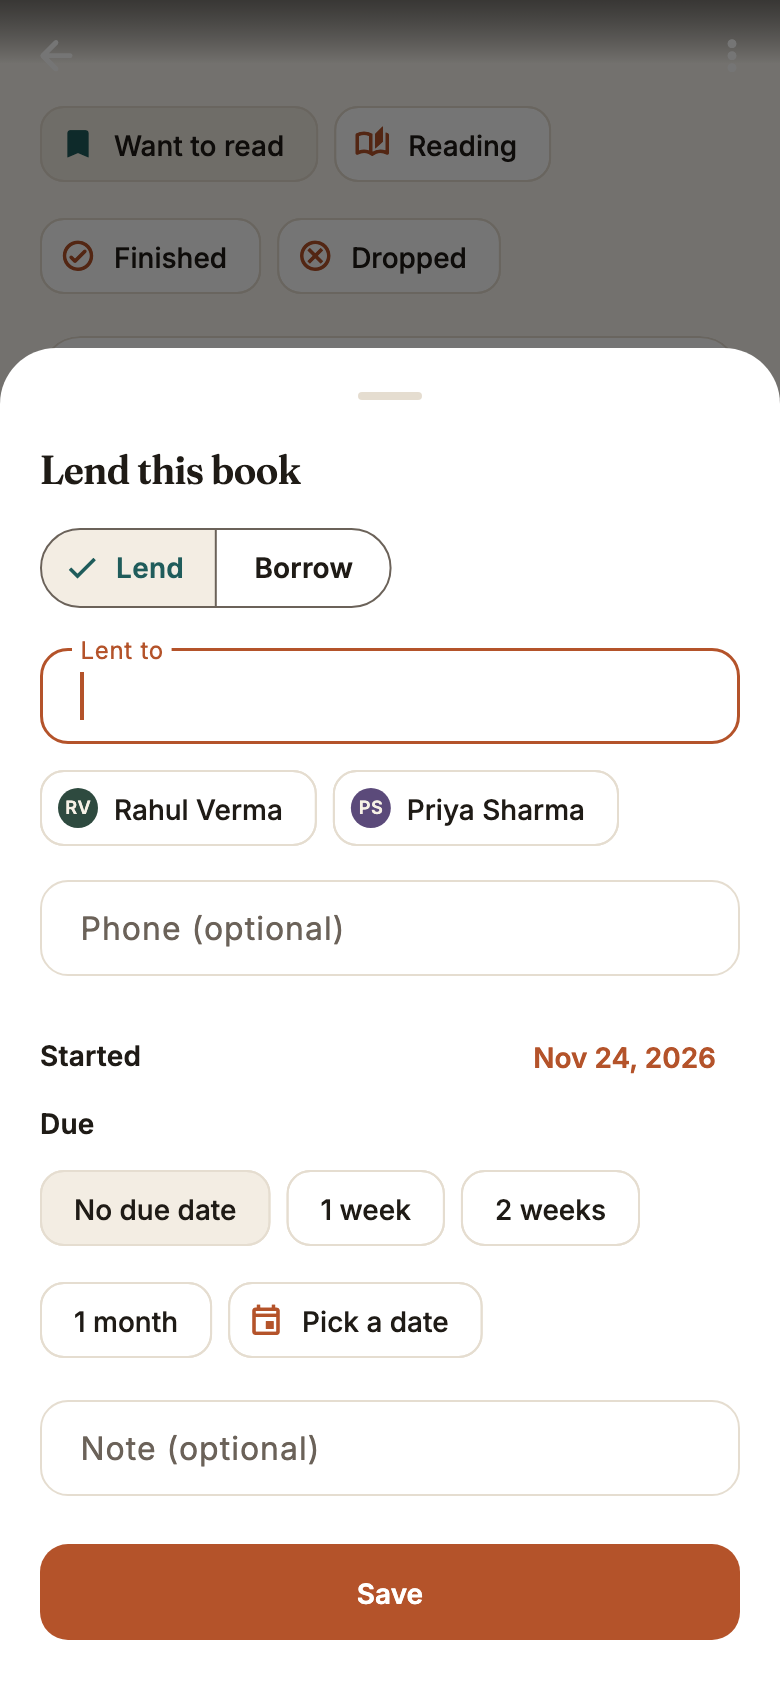 Want to read
Reading
Finished
Dropped
Lend this book
Lend
Borrow
Lent to
RV Rahul Verma
PS Priya Sharma
Phone (optional)
Started
Nov 24, 2026
Due
No due date
1 week
2 weeks
1 month
Pick a date
Note (optional)
Save